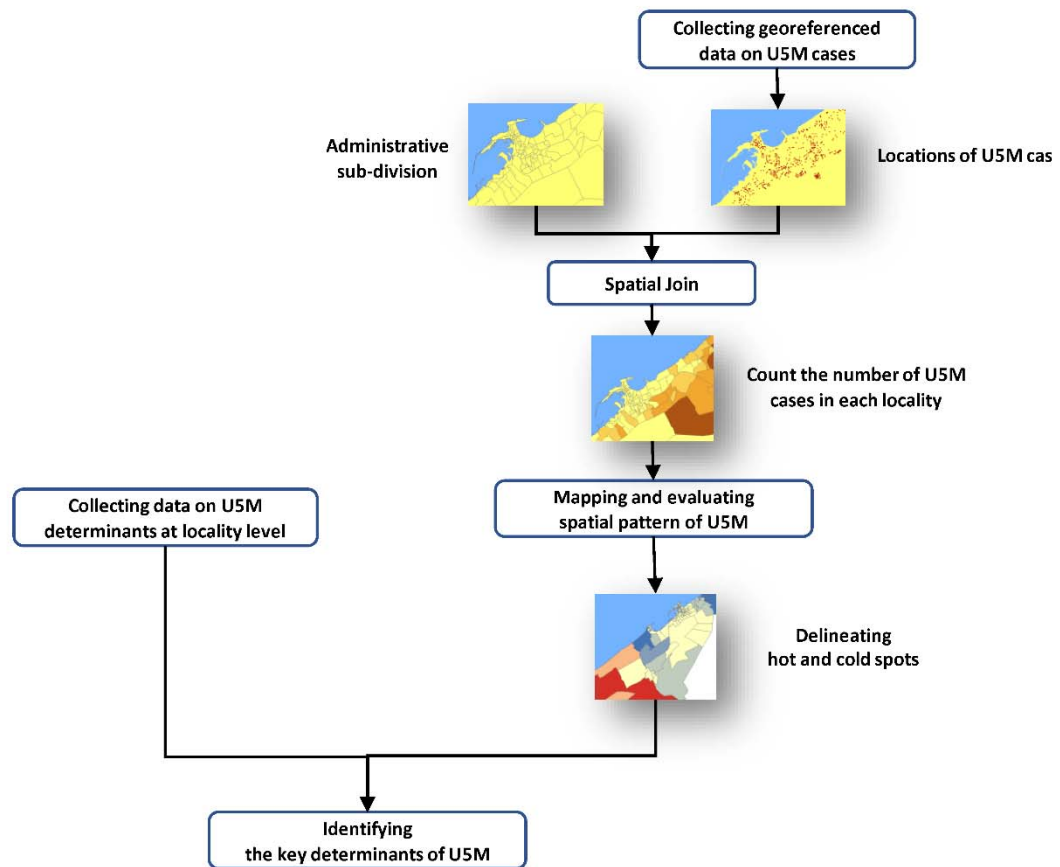 Collecting georeferenced
data on U5M cases
Administrative
sub-division
Locations of U5M cas
Spatial Join
Count the number of U5M
cases in each locality
Collecting data on U5M
determinants at locality level
Mapping and evaluating
spatial pattern of U5M
Delineating
hot and cold spots
Identifying
the key determinants of U5M